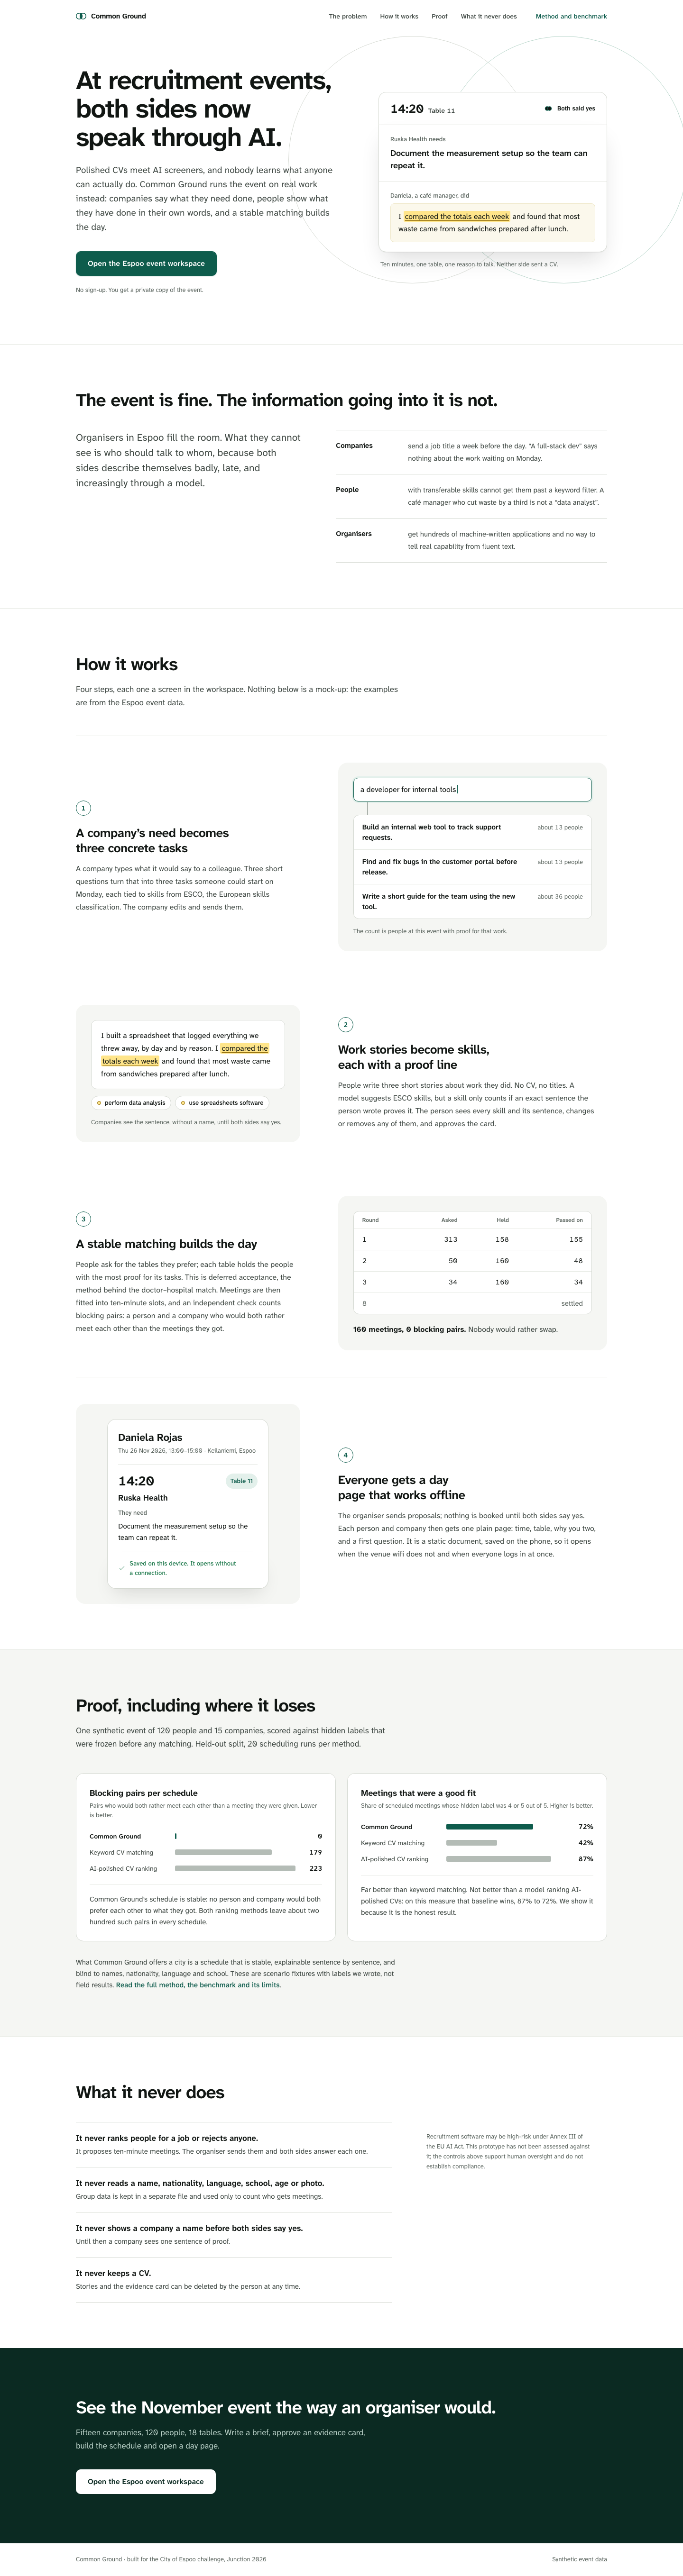 Common Ground
The problem
How it works
Proof
What it never does
Method and benchmark
At recruitment events,
both sides now
speak through AI.
Polished CVs meet AI screeners, and nobody learns what anyone
can actually do. Common Ground runs the event on real work
instead: companies say what they need done, people show what
they have done in their own words, and a stable matching builds
the day.
Open the Espoo event workspace
No sign-up. You get a private copy of the event.
14:20 Table 11
Both said yes
Ruska Health needs
Document the measurement setup so the team can
repeat it.
Daniela, a café manager, did
I compared the totals each week and found that most
waste came from sandwiches prepared after lunch.
Ten minutes, one table, one reason to talk. Neither side sent a CV.
The event is fine. The information going into it is not.
Organisers in Espoo fill the room. What they cannot
see is who should talk to whom, because both
sides describe themselves badly, late, and
increasingly through a model.
Companies
send a job title a week before the day. “A full-stack dev” says
nothing about the work waiting on Monday.
People
with transferable skills cannot get them past a keyword filter. A
café manager who cut waste by a third is not a “data analyst”.
Organisers
get hundreds of machine-written applications and no way to
tell real capability from fluent text.
How it works
Four steps, each one a screen in the workspace. Nothing below is a mock-up: the examples
are from the Espoo event data.
1
A company’s need becomes
three concrete tasks
A company types what it would say to a colleague. Three short
questions turn that into three tasks someone could start on
Monday, each tied to skills from ESCO, the European skills
classification. The company edits and sends them.
a developer for internal tools
Build an internal web tool to track support
requests.
about 13 people
Find and fix bugs in the customer portal before
release.
about 13 people
Write a short guide for the team using the new
tool.
about 36 people
The count is people at this event with proof for that work.
I built a spreadsheet that logged everything we
threw away, by day and by reason. I compared the
totals each week and found that most waste came
from sandwiches prepared after lunch.
perform data analysis
use spreadsheets software
Companies see the sentence, without a name, until both sides say yes.
2
Work stories become skills,
each with a proof line
People write three short stories about work they did. No CV, no titles. A
model suggests ESCO skills, but a skill only counts if an exact sentence the
person wrote proves it. The person sees every skill and its sentence, changes
or removes any of them, and approves the card.
3
A stable matching builds the day
People ask for the tables they prefer; each table holds the people
with the most proof for its tasks. This is deferred acceptance, the
method behind the doctor–hospital match. Meetings are then
fitted into ten-minute slots, and an independent check counts
blocking pairs: a person and a company who would both rather
meet each other than the meetings they got.
Round Asked Held Passed on
1 313 158 155
2 50 160 48
3 34 160 34
8 settled
160 meetings, 0 blocking pairs. Nobody would rather swap.
Daniela Rojas
Thu 26 Nov 2026, 13:00–15:00 · Keilaniemi, Espoo
14:20
Table 11
Ruska Health
They need
Document the measurement setup so the
team can repeat it.
Saved on this device. It opens without
a connection.
4
Everyone gets a day
page that works offline
The organiser sends proposals; nothing is booked until both sides say yes.
Each person and company then gets one plain page: time, table, why you two,
and a first question. It is a static document, saved on the phone, so it opens
when the venue wifi does not and when everyone logs in at once.
Proof, including where it loses
One synthetic event of 120 people and 15 companies, scored against hidden labels that
were frozen before any matching. Held-out split, 20 scheduling runs per method.
Blocking pairs per schedule
Pairs who would both rather meet each other than a meeting they were given. Lower
is better.
Common Ground 0
Keyword CV matching 179
AI-polished CV ranking 223
Common Ground’s schedule is stable: no person and company would both
prefer each other to what they got. Both ranking methods leave about two
hundred such pairs in every schedule.
Meetings that were a good fit
Share of scheduled meetings whose hidden label was 4 or 5 out of 5. Higher is better.
Common Ground 72%
Keyword CV matching 42%
AI-polished CV ranking 87%
Far better than keyword matching. Not better than a model ranking AI-
polished CVs: on this measure that baseline wins, 87% to 72%. We show it
because it is the honest result.
What Common Ground offers a city is a schedule that is stable, explainable sentence by sentence, and
blind to names, nationality, language and school. These are scenario fixtures with labels we wrote, not
field results. Read the full method, the benchmark and its limits.
What it never does
It never ranks people for a job or rejects anyone.
It proposes ten-minute meetings. The organiser sends them and both sides answer each one.
It never reads a name, nationality, language, school, age or photo.
Group data is kept in a separate file and used only to count who gets meetings.
It never shows a company a name before both sides say yes.
Until then a company sees one sentence of proof.
It never keeps a CV.
Stories and the evidence card can be deleted by the person at any time.
Recruitment software may be high-risk under Annex III of
the EU AI Act. This prototype has not been assessed against
it; the controls above support human oversight and do not
establish compliance.
See the November event the way an organiser would.
Fifteen companies, 120 people, 18 tables. Write a brief, approve an evidence card,
build the schedule and open a day page.
Open the Espoo event workspace
Common Ground · built for the City of Espoo challenge, Junction 2026
Synthetic event data